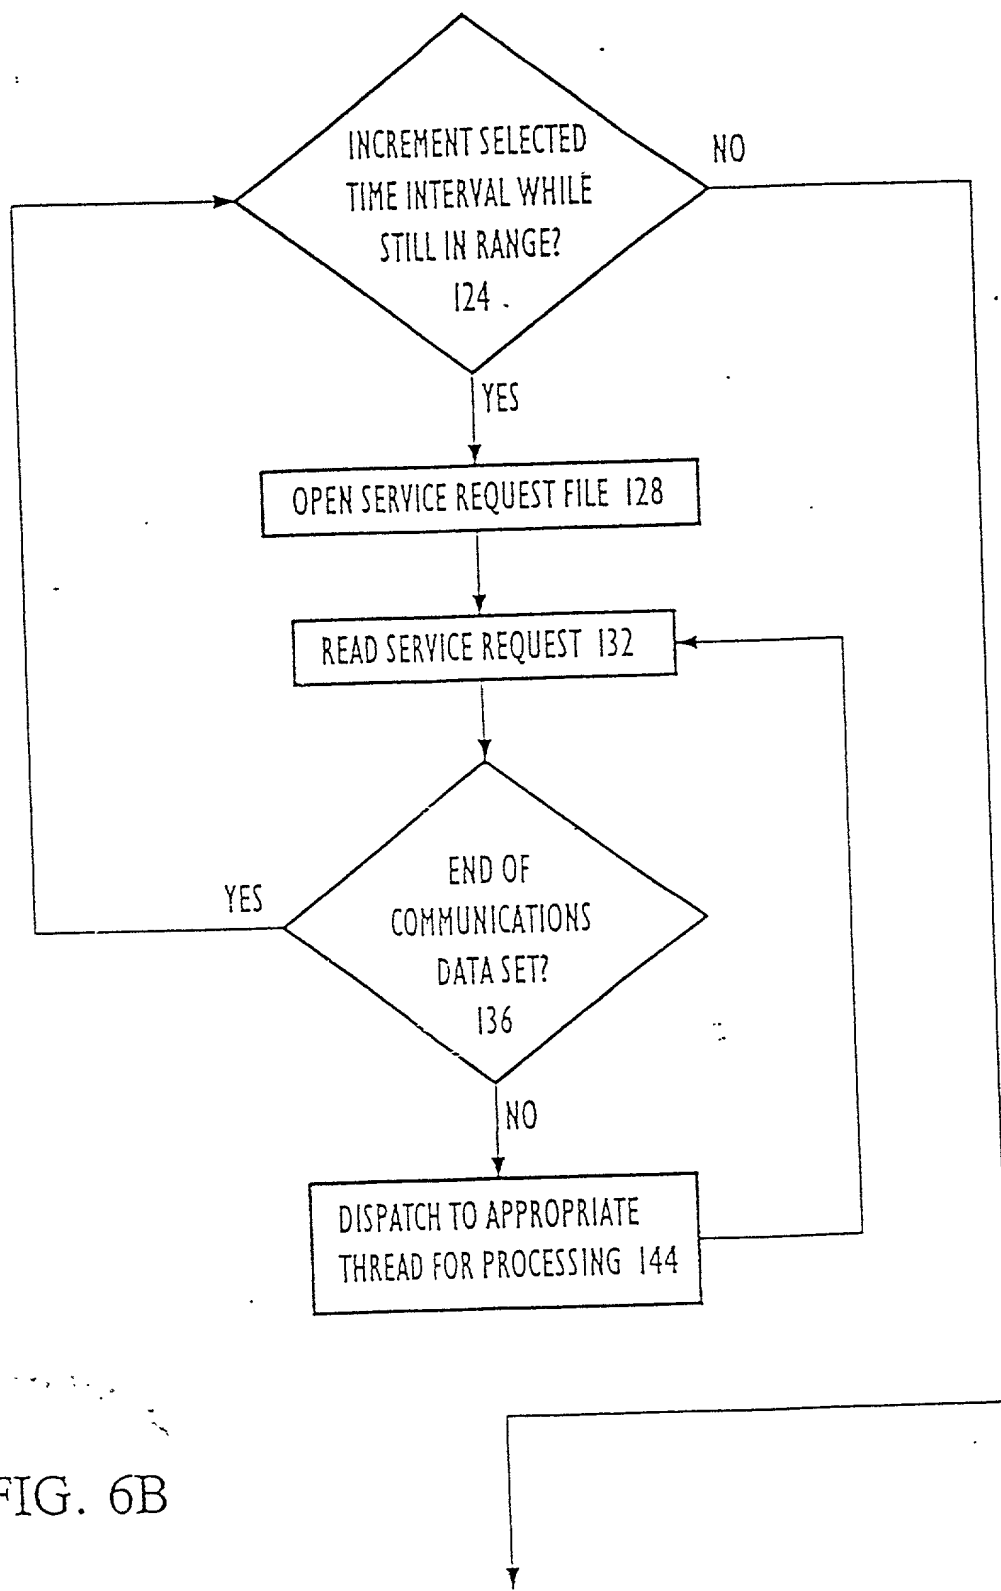 INCREMENT SELECTED
TIME INTERVAL WHILE
STILL IN RANGE?
124
NO
YES
OPEN SERVICE REQUEST FILE 128
READ SERVICE REQUEST 132
END OF
COMMUNICATIONS
DATA SET?
136
YES
NO
DISPATCH TO APPROPRIATE
THREAD FOR PROCESSING 144
FIG. 6B